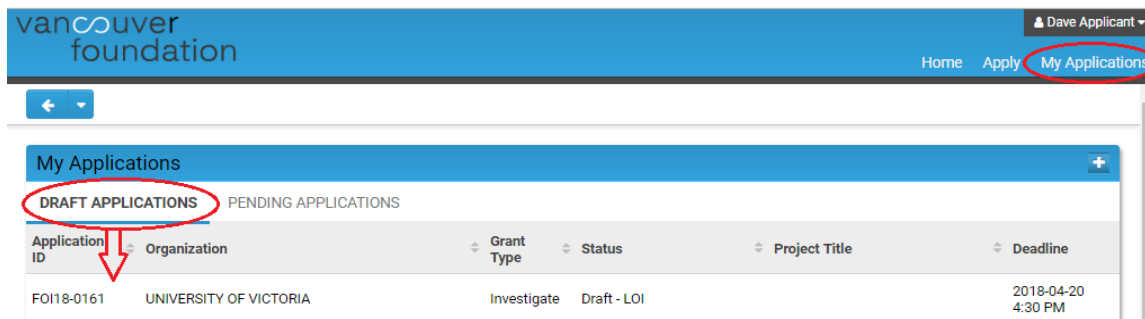 vancouver
foundation
Dave Applicant
Home Apply My Applications
My Applications
DRAFT APPLICATIONS PENDING APPLICATIONS
Application ID Organization Grant Type Status Project Title Deadline
FOI18-0161 UNIVERSITY OF VICTORIA Investigate Draft - LOI 2018-04-20 4:30 PM